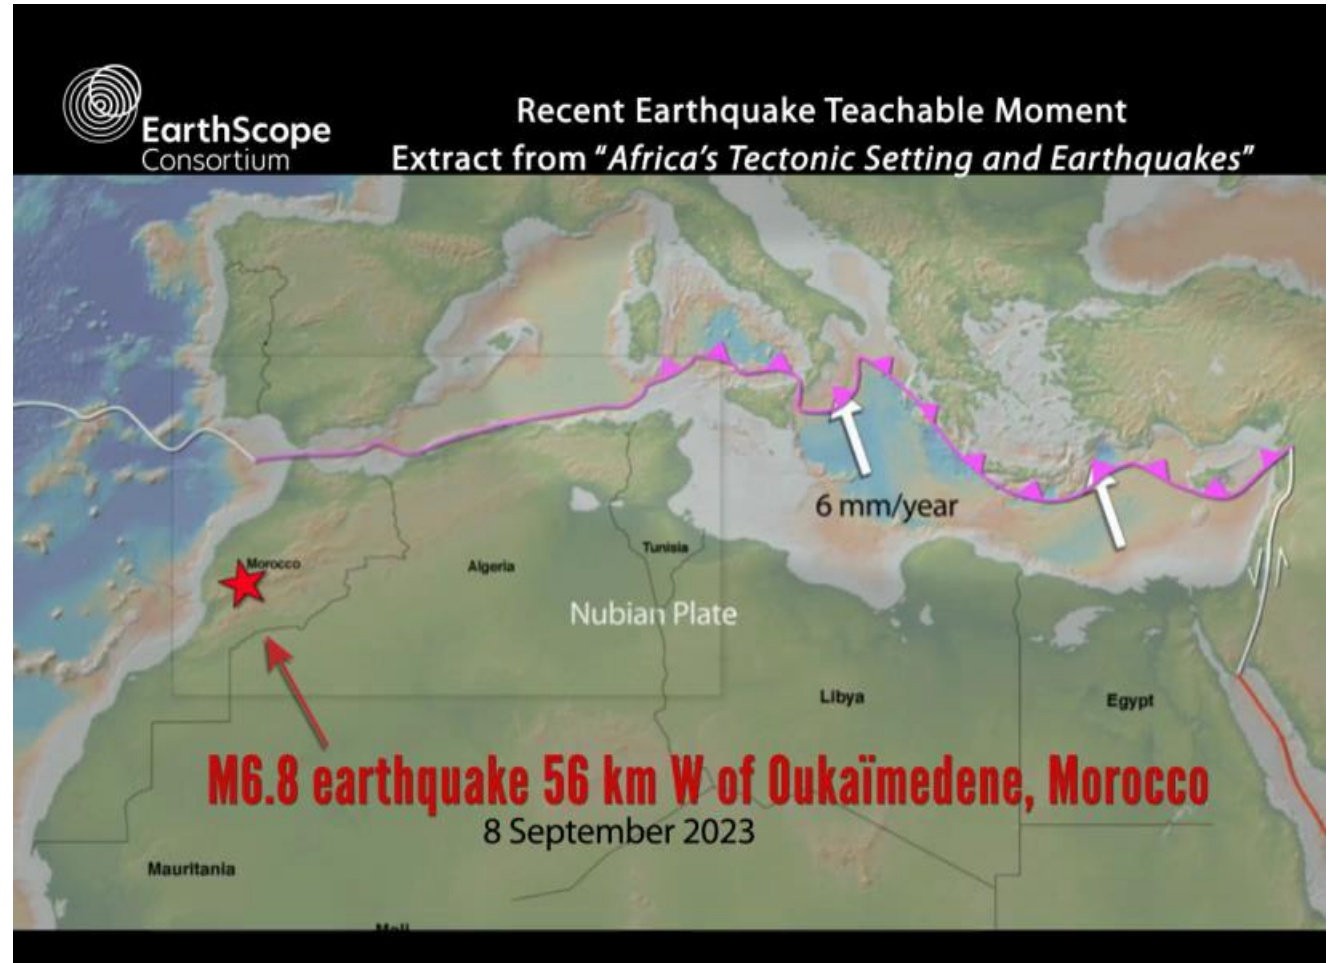 EarthScope
Consortium
Recent Earthquake Teachable Moment
Extract from “Africa’s Tectonic Setting and Earthquakes”
6 mm/year
Morocco
Algeria
Tunisia
Nubian Plate
Libya
Egypt
M6.8 earthquake 56 km W of Oukaïmedene, Morocco
8 September 2023
Mauritania
Mali